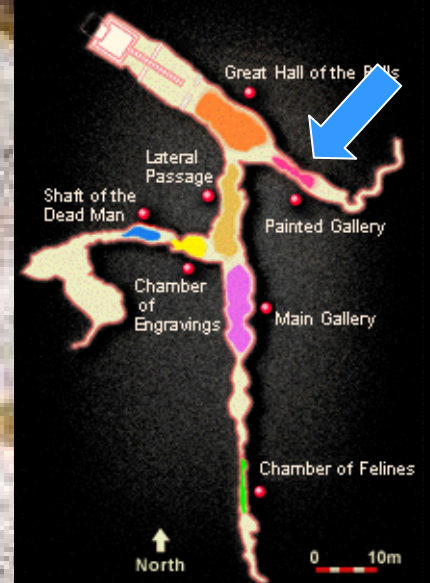 Great Hall of the Bulls
Lateral
Passage
Shaft of the
Dead Man
Painted Gallery
Chamber
of
Engravings
Main Gallery
Chamber of Felines
North
0 10m